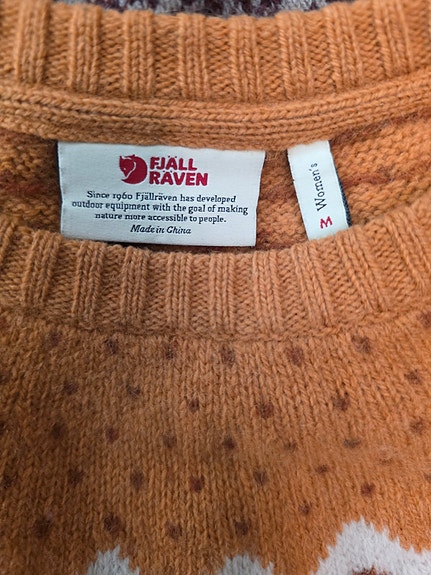 FJÄLL
RÄVEN
Since 1960 Fjällräven has developed
outdoor equipment with the goal of making
nature more accessible to people.
Made in China
Women's
M